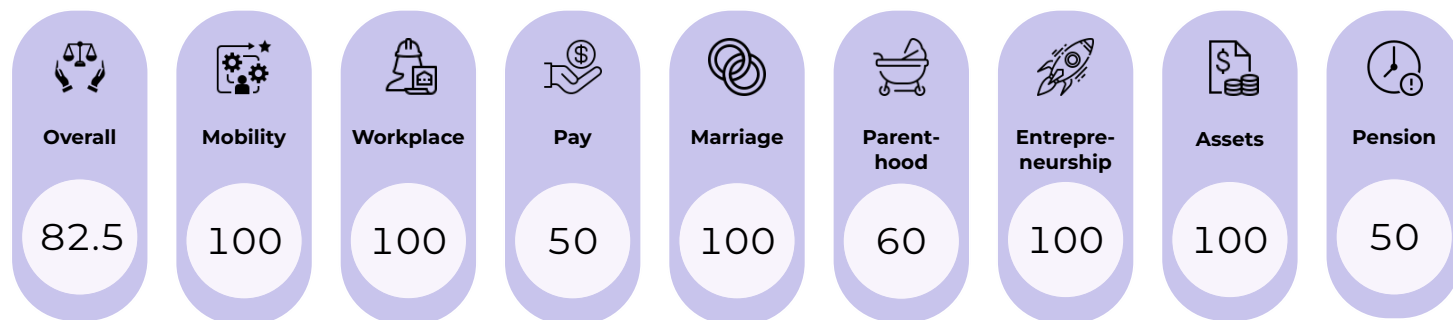 Overall
82.5
Mobility
100
Workplace
100
$
Pay
50
Marriage
100
Parent-
hood
60
Entrepre-
neurship
100
$
Assets
100
!
Pension
50